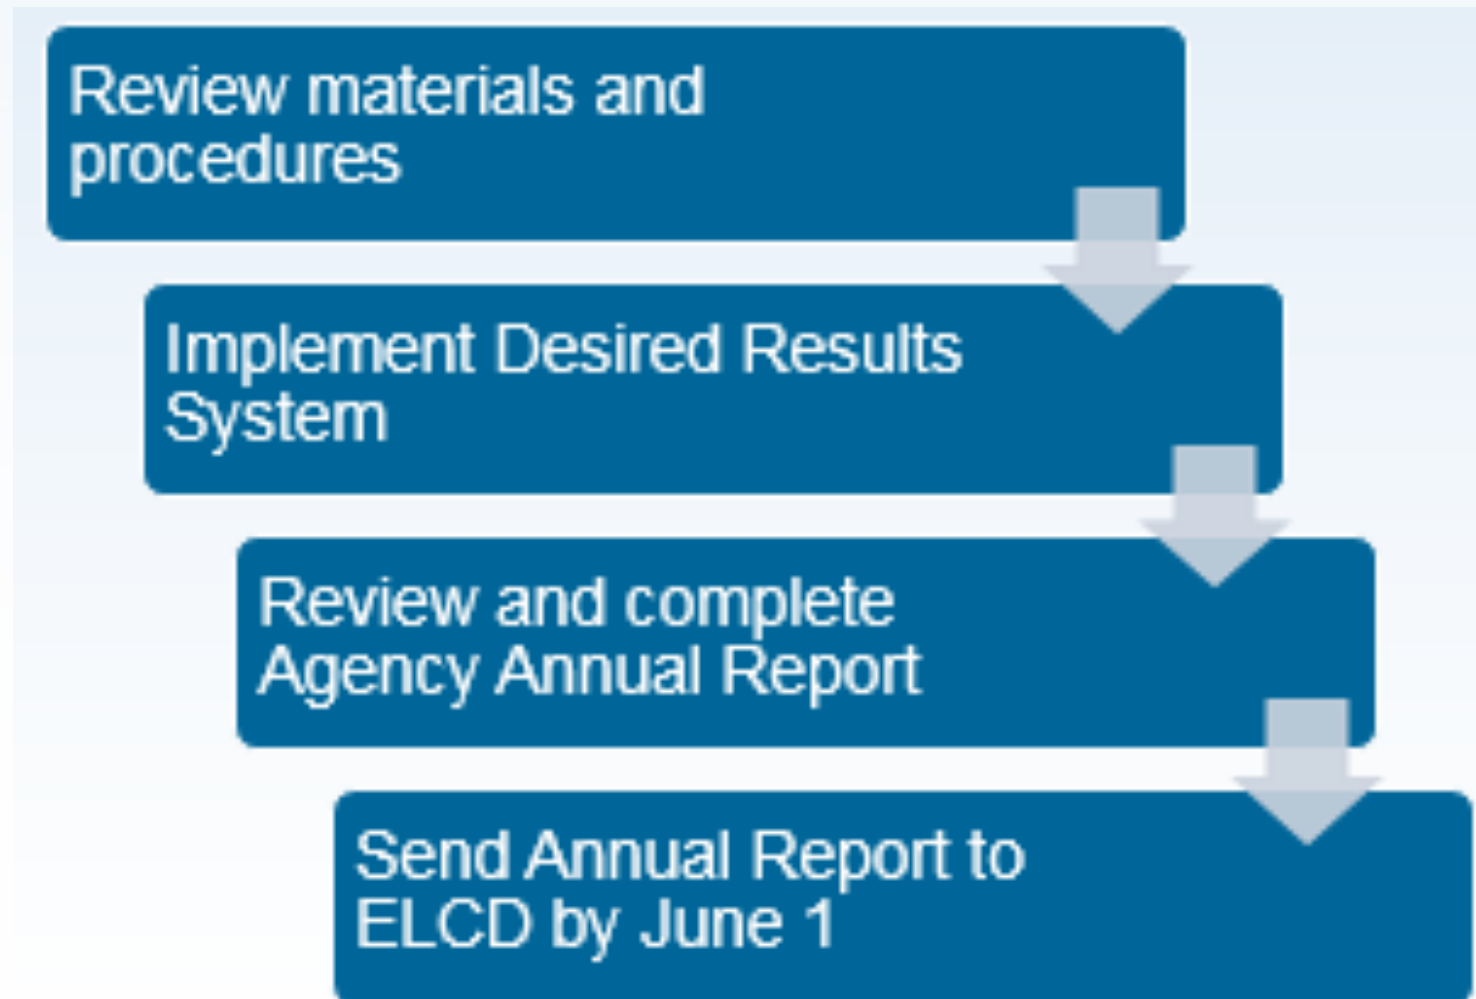 Review materials and
procedures
Implement Desired Results
System
Review and complete
Agency Annual Report
Send Annual Report to
ELCD by June 1